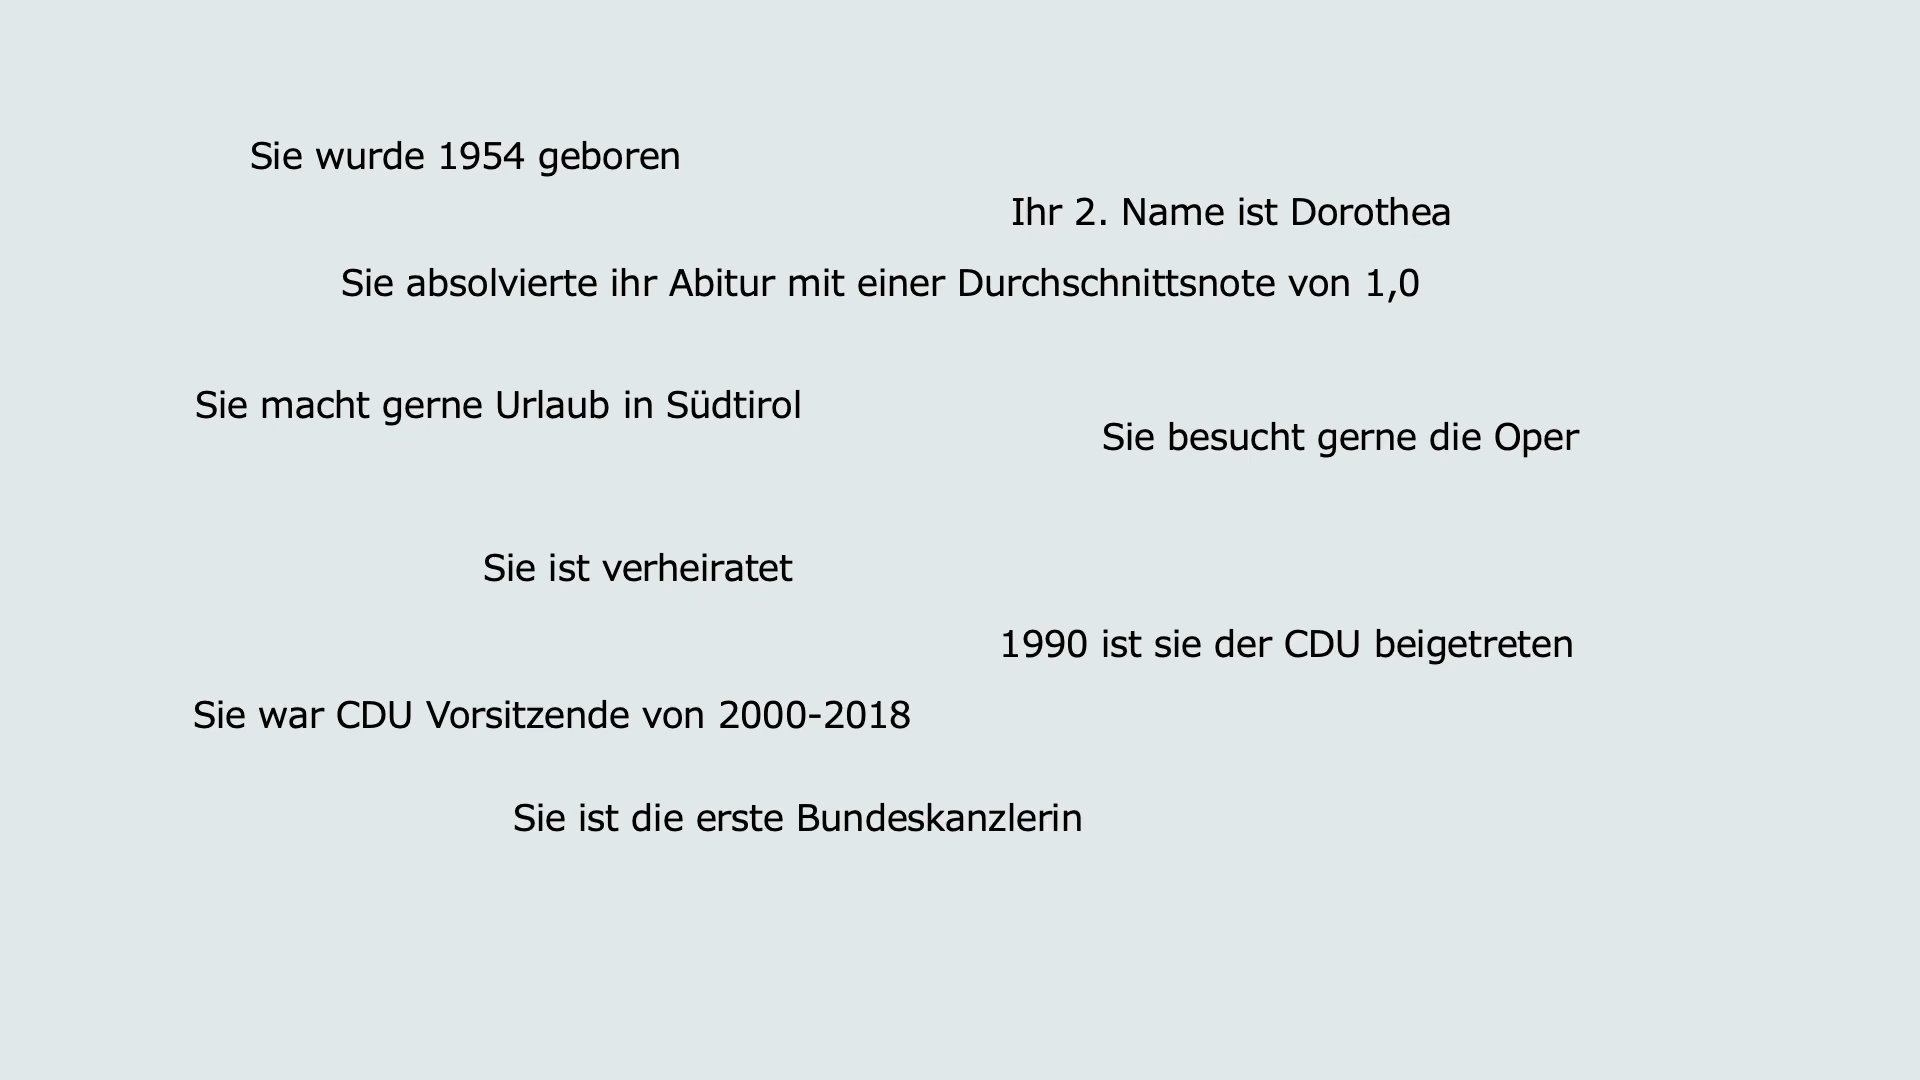 Sie wurde 1954 geboren
Ihr 2. Name ist Dorothea
Sie absolvierte ihr Abitur mit einer Durchschnittsnote von 1,0
Sie macht gerne Urlaub in Südtirol
Sie besucht gerne die Oper
Sie ist verheiratet
1990 ist sie der CDU beigetreten
Sie war CDU Vorsitzende von 2000-2018
Sie ist die erste Bundeskanzlerin